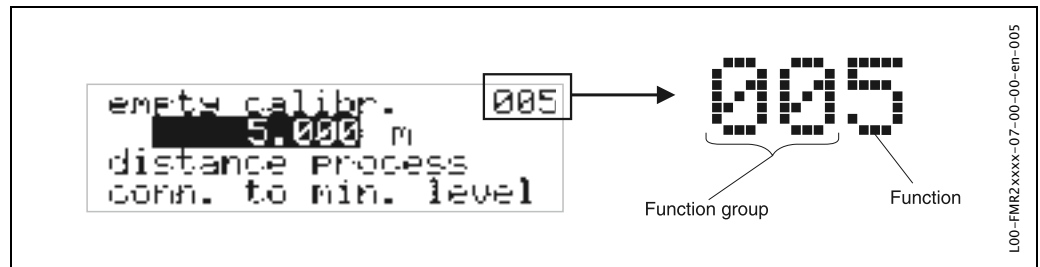 empty calibr. 005
5.000 m
distance process
conn. to min. level
005
Function group
Function
L00-FMR2xxxx-07-00-00-en-005